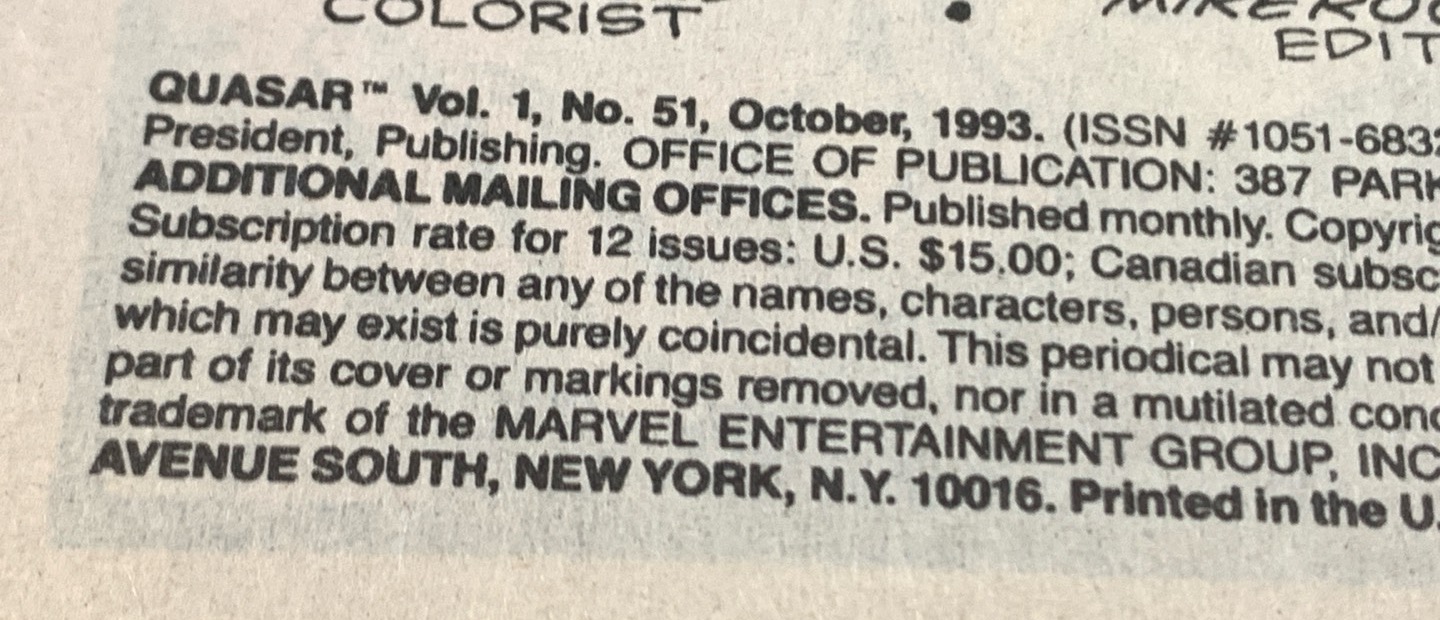 COLORIST •
EDIT
QUASAR™ Vol. 1, No. 51, October, 1993. (ISSN #1051-683
President, Publishing. OFFICE OF PUBLICATION: 387 PARK
ADDITIONAL MAILING OFFICES. Published monthly. Copyrig
Subscription rate for 12 issues: U.S. $15.00; Canadian subsc
similarity between any of the names, characters, persons, and/
which may exist is purely coincidental. This periodical may not
part of its cover or markings removed, nor in a mutilated cond
trademark of the MARVEL ENTERTAINMENT GROUP, INC
AVENUE SOUTH, NEW YORK, N.Y. 10016. Printed in the U.